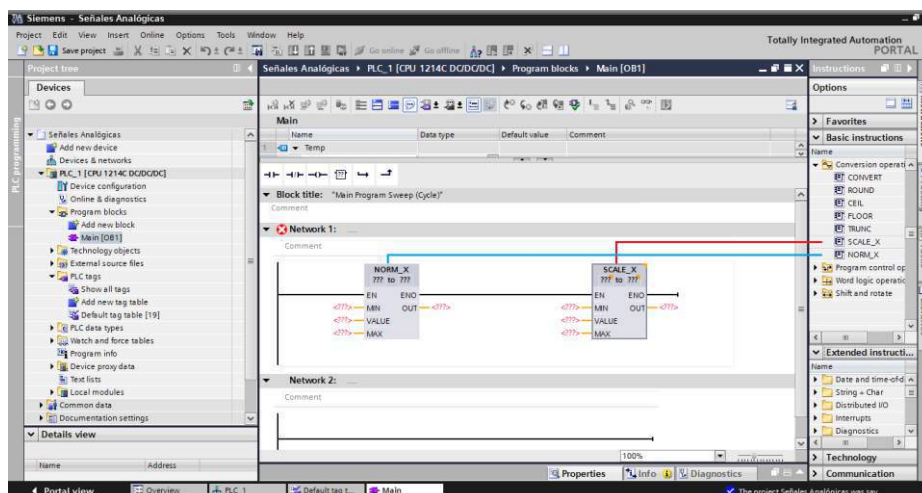 Siemens - Señales Analógicas
Project Edit View Insert Online Options Tools Window Help
Totally Integrated Automation
PORTAL
Save project
Go online
Go offline
Project tree
Señales Analógicas PLC_1 [CPU 1214C DC/DC/DC] Program blocks Main [OB1]
Instructions
Devices
Options
PLC programming
Señales Analógicas
Add new device
Devices & networks
PLC_1 [CPU 1214C DC/DC/DC]
Device configuration
Online & diagnostics
Program blocks
Add new block
Main [OB1]
Technology objects
External source files
PLC tags
Show all tags
Add new tag table
Default tag table [19]
PLC data types
Watch and force tables
Program info
Device proxy data
Text lists
Local modules
Common data
Documentation settings
Details view
Name Address
Main
Name Data type Default value Comment
1 Temp
Block title: "Main Program Sweep (Cycle)"
Comment
Network 1:
Comment
NORM_X
??? to ???
EN ENO
<???> MIN OUT <???>
<???> VALUE
<???> MAX
SCALE_X
??? to ???
EN ENO
<???> MIN OUT <???>
<???> VALUE
<???> MAX
Network 2:
Comment
100%
Properties Info Diagnostics
Favorites
Basic instructions
Name
Conversion operati
CONVERT
ROUND
CEIL
FLOOR
TRUNC
SCALE_X
NORM_X
Program control op
Word logic operatic
Shift and rotate
Extended instructi...
Name
Date and time-of-d
String + Char
Distributed I/O
Interrupts
Diagnostics
Technology
Communication
Portal view Overview PLC_1 Default tag t... Main
The project Señales Analógicas was sav...